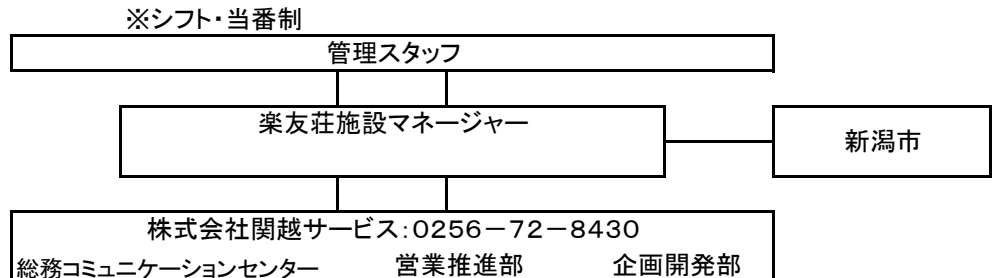 ※シフト・当番制
管理スタッフ
楽友荘施設マネージャー
新潟市
株式会社関越サービス:0256-72-8430
総務コミュニケーションセンター 営業推進部 企画開発部